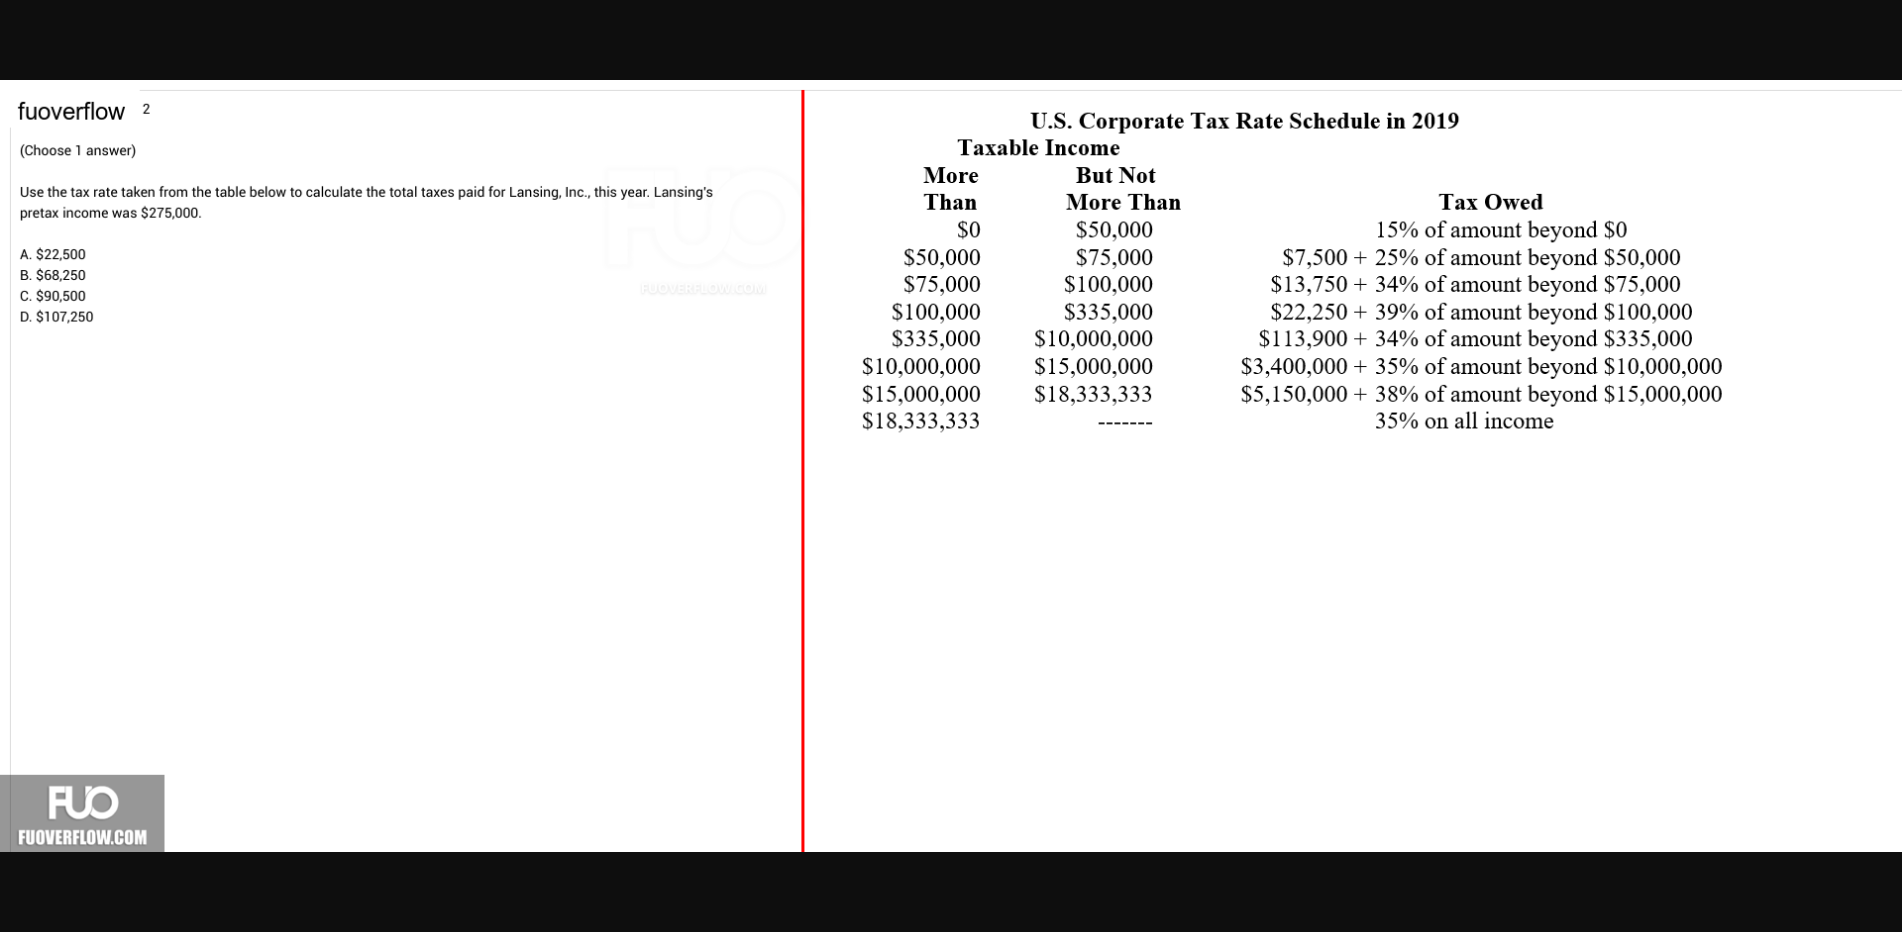 fuoverflow 2
(Choose 1 answer)
Use the tax rate taken from the table below to calculate the total taxes paid for Lansing, Inc., this year. Lansing's
pretax income was $275,000.
A. $22,500
B. $68,250
C. $90,500
D. $107,250
FUO
FUOVERFLOW.COM
U.S. Corporate Tax Rate Schedule in 2019
Taxable Income
More But Not
Than More Than Tax Owed
$0 $50,000 15% of amount beyond $0
$50,000 $75,000 $7,500 + 25% of amount beyond $50,000
$75,000 $100,000 $13,750 + 34% of amount beyond $75,000
$100,000 $335,000 $22,250 + 39% of amount beyond $100,000
$335,000 $10,000,000 $113,900 + 34% of amount beyond $335,000
$10,000,000 $15,000,000 $3,400,000 + 35% of amount beyond $10,000,000
$15,000,000 $18,333,333 $5,150,000 + 38% of amount beyond $15,000,000
$18,333,333 ------- 35% on all income
FUO
FUOVERFLOW.COM